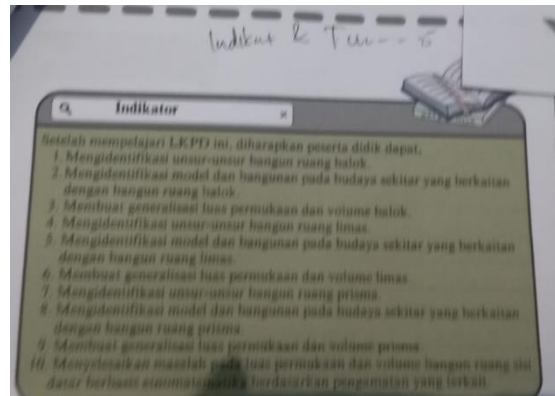 Indikat & Tuu
Indikator
Setelah mempelajari LKPD ini, diharapkan peserta didik dapat,
1. Mengidentifikasi unsur-unsur bangun ruang balok.
2. Mengidentifikasi model dan bangunan pada budaya sekitar yang berkaitan
dengan bangun ruang balok.
3. Membuat generalisasi luas permukaan dan volume balok.
4. Mengidentifikasi unsur-unsur bangun ruang limas.
5. Mengidentifikasi model dan bangunan pada budaya sekitar yang berkaitan
dengan bangun ruang limas.
6. Membuat generalisasi luas permukaan dan volume limas.
7. Mengidentifikasi unsur-unsur bangun ruang prisma.
8. Mengidentifikasi model dan bangunan pada budaya sekitar yang berkaitan
dengan bangun ruang prisma.
9. Membuat generalisasi luas permukaan dan volume prisma.
10. Menyelesaikan masalah pada luas permukaan dan volume bangun ruang sisi
datar berbasis etnomatematika berdasarkan pengamatan yang terkait.